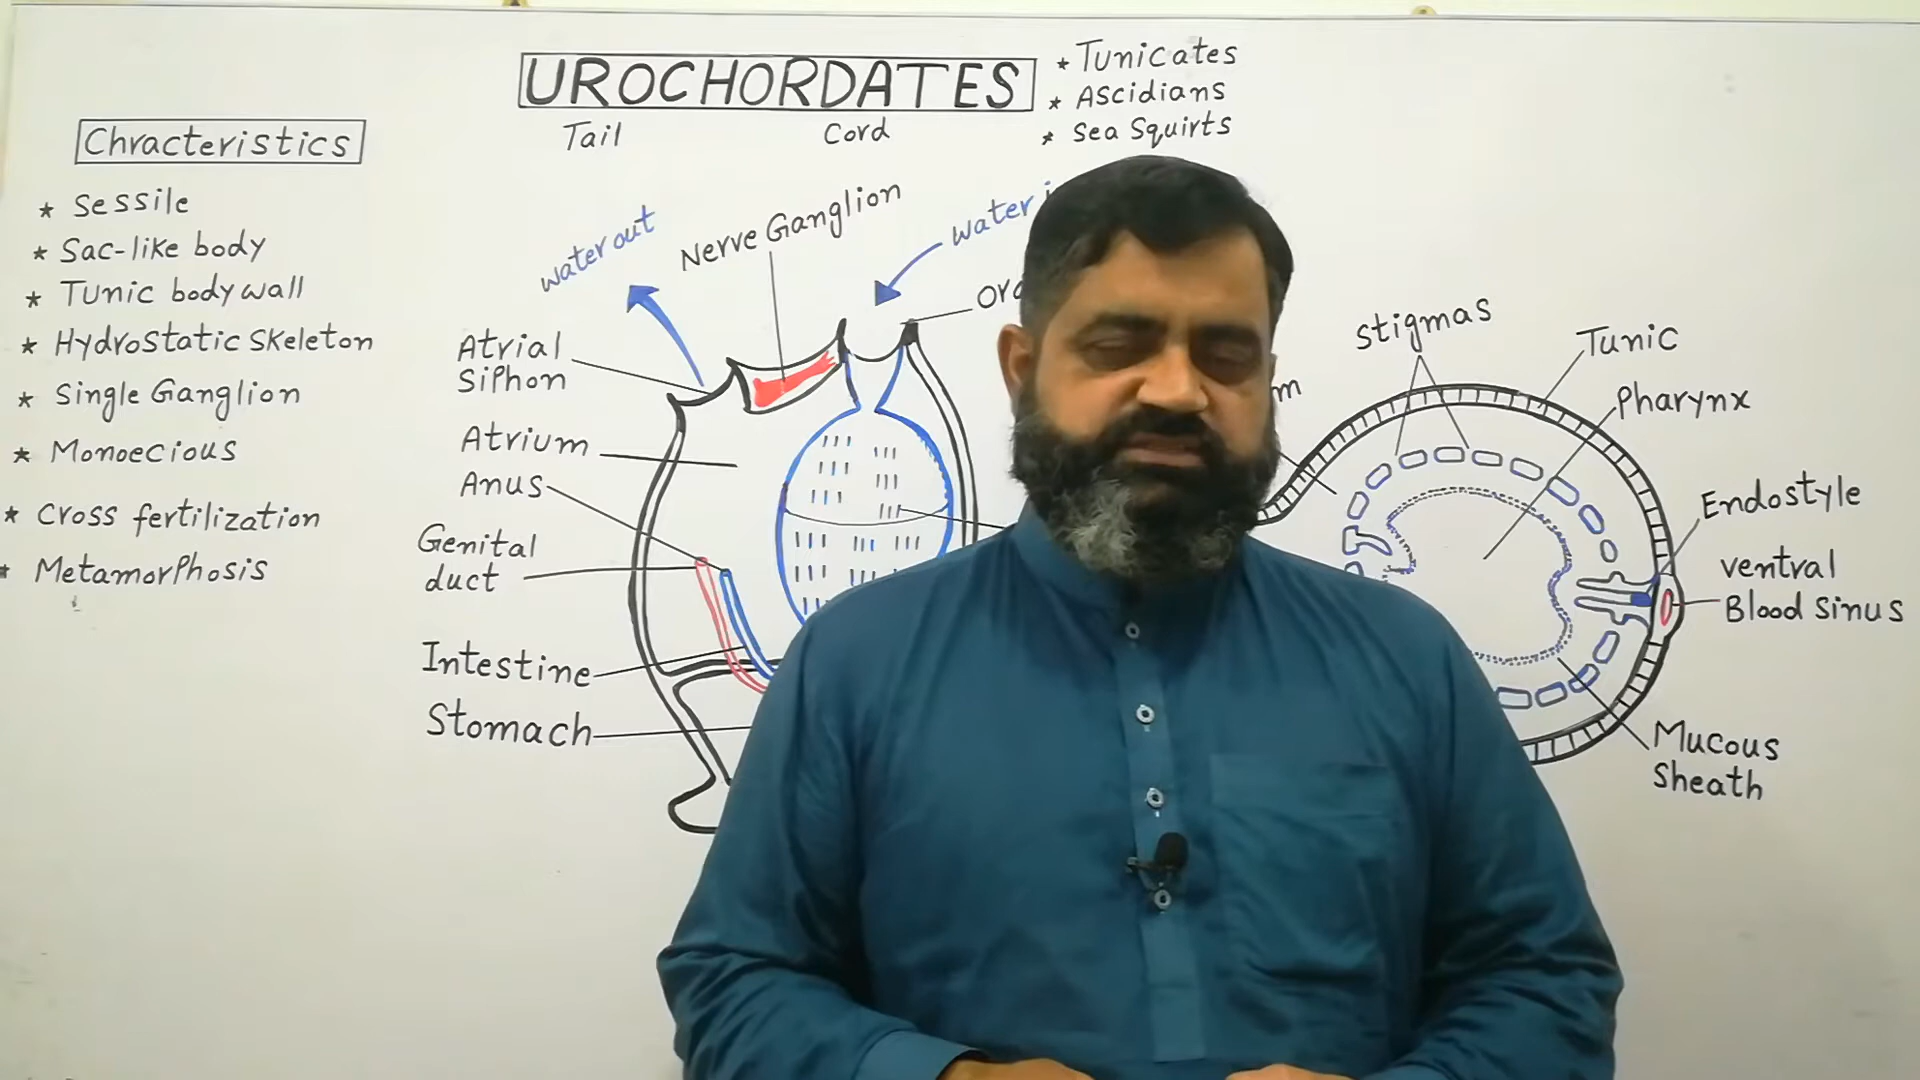 UROCHORDATES
Tail
Cord
* Tunicates
* Ascidians
* Sea Squirts
Chracteristics
* Sessile
* Sac-like body
* Tunic body wall
* Hydrostatic Skeleton
* Single Ganglion
* Monoecious
* Cross fertilization
* Metamorphosis
water out
Nerve Ganglion
water
Atrial
Siphon
Atrium
Anus
Genital
duct
Intestine
Stomach
Stigmas
Tunic
Pharynx
Endostyle
Ventral
Blood Sinus
Mucous
Sheath